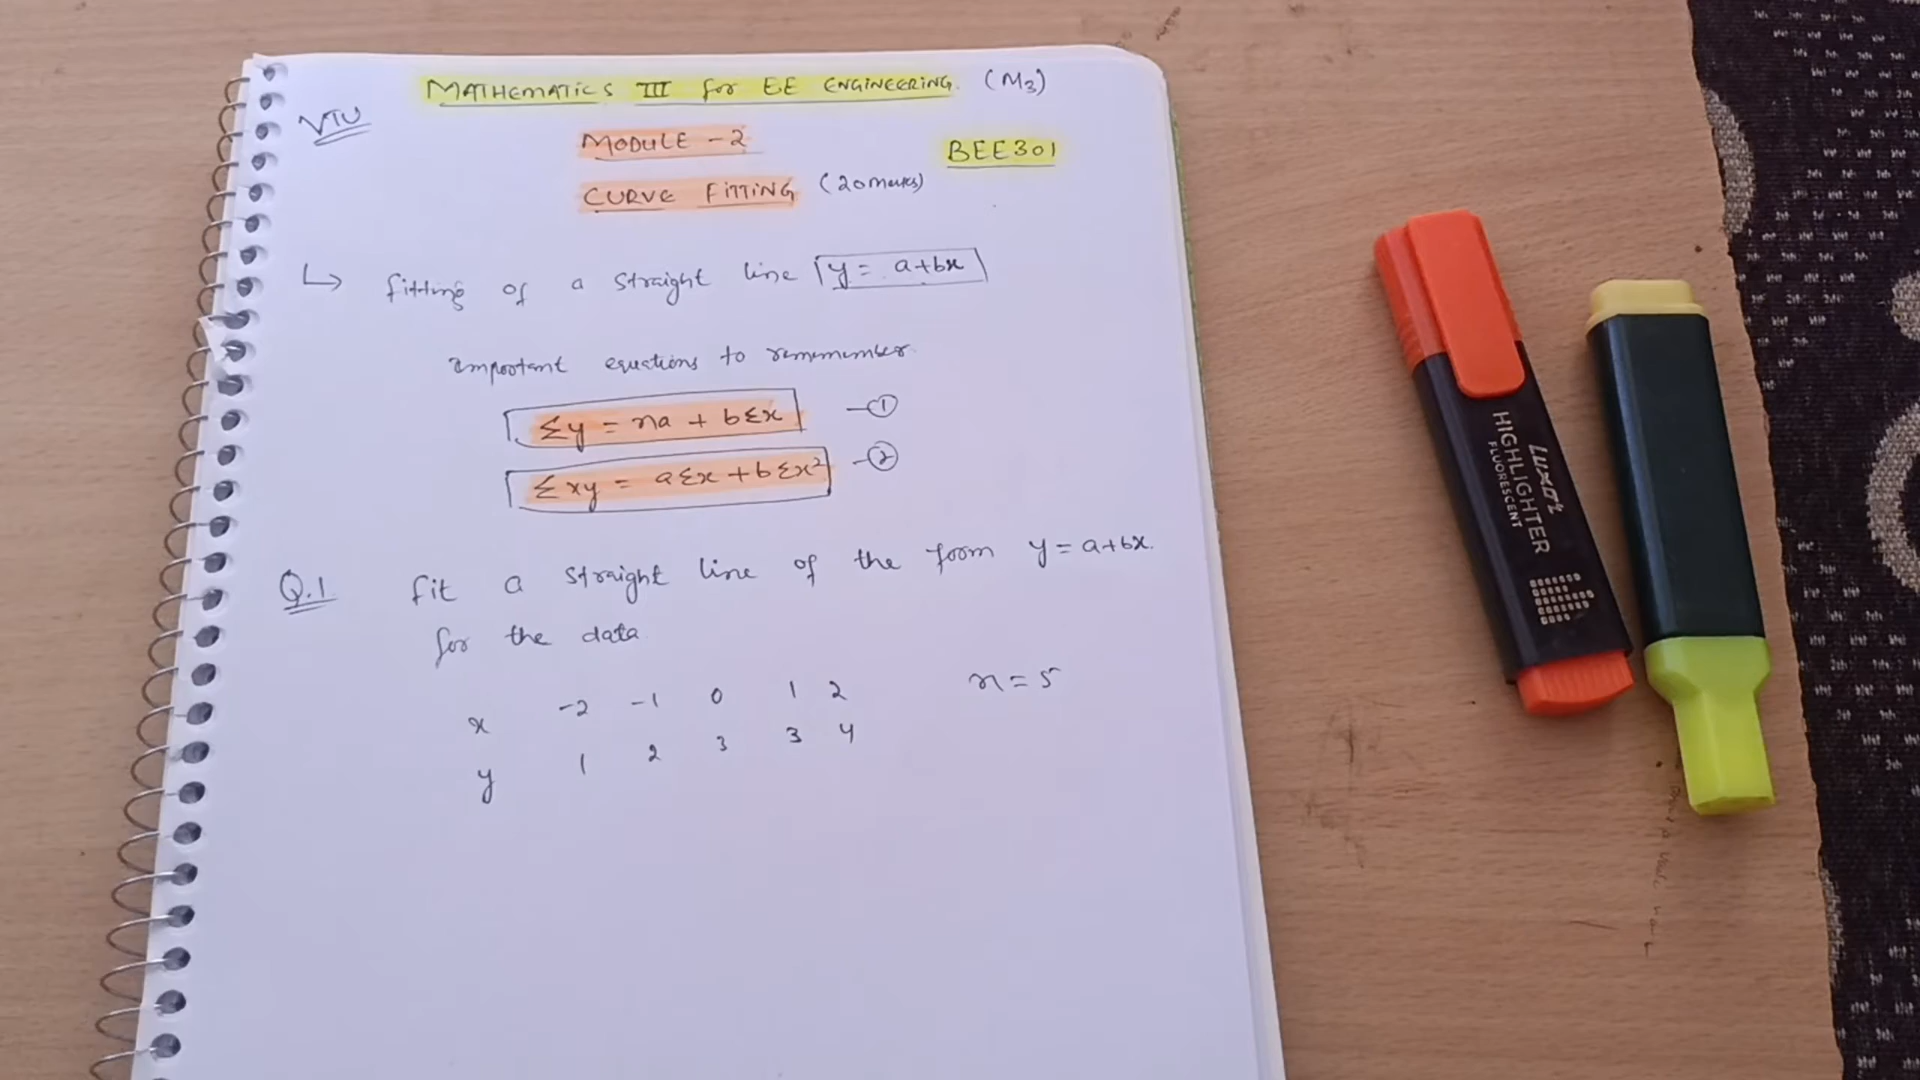 MATHEMATICS III for EE ENGINEERING. (M3)
VTU
MODULE - 2
BEE301
CURVE FITTING (20marks)
↳ fitting of a straight line y = a+bx
important equations to rememember.
Σy = na + bΣx —①
Σxy = aΣx + bΣx² —②
Q.1 fit a straight line of the form y = a+bx.
for the data.
x -2 -1 0 1 2 n = 5
y 1 2 3 3 4
Luxor
HIGHLIGHTER
FLUORESCENT